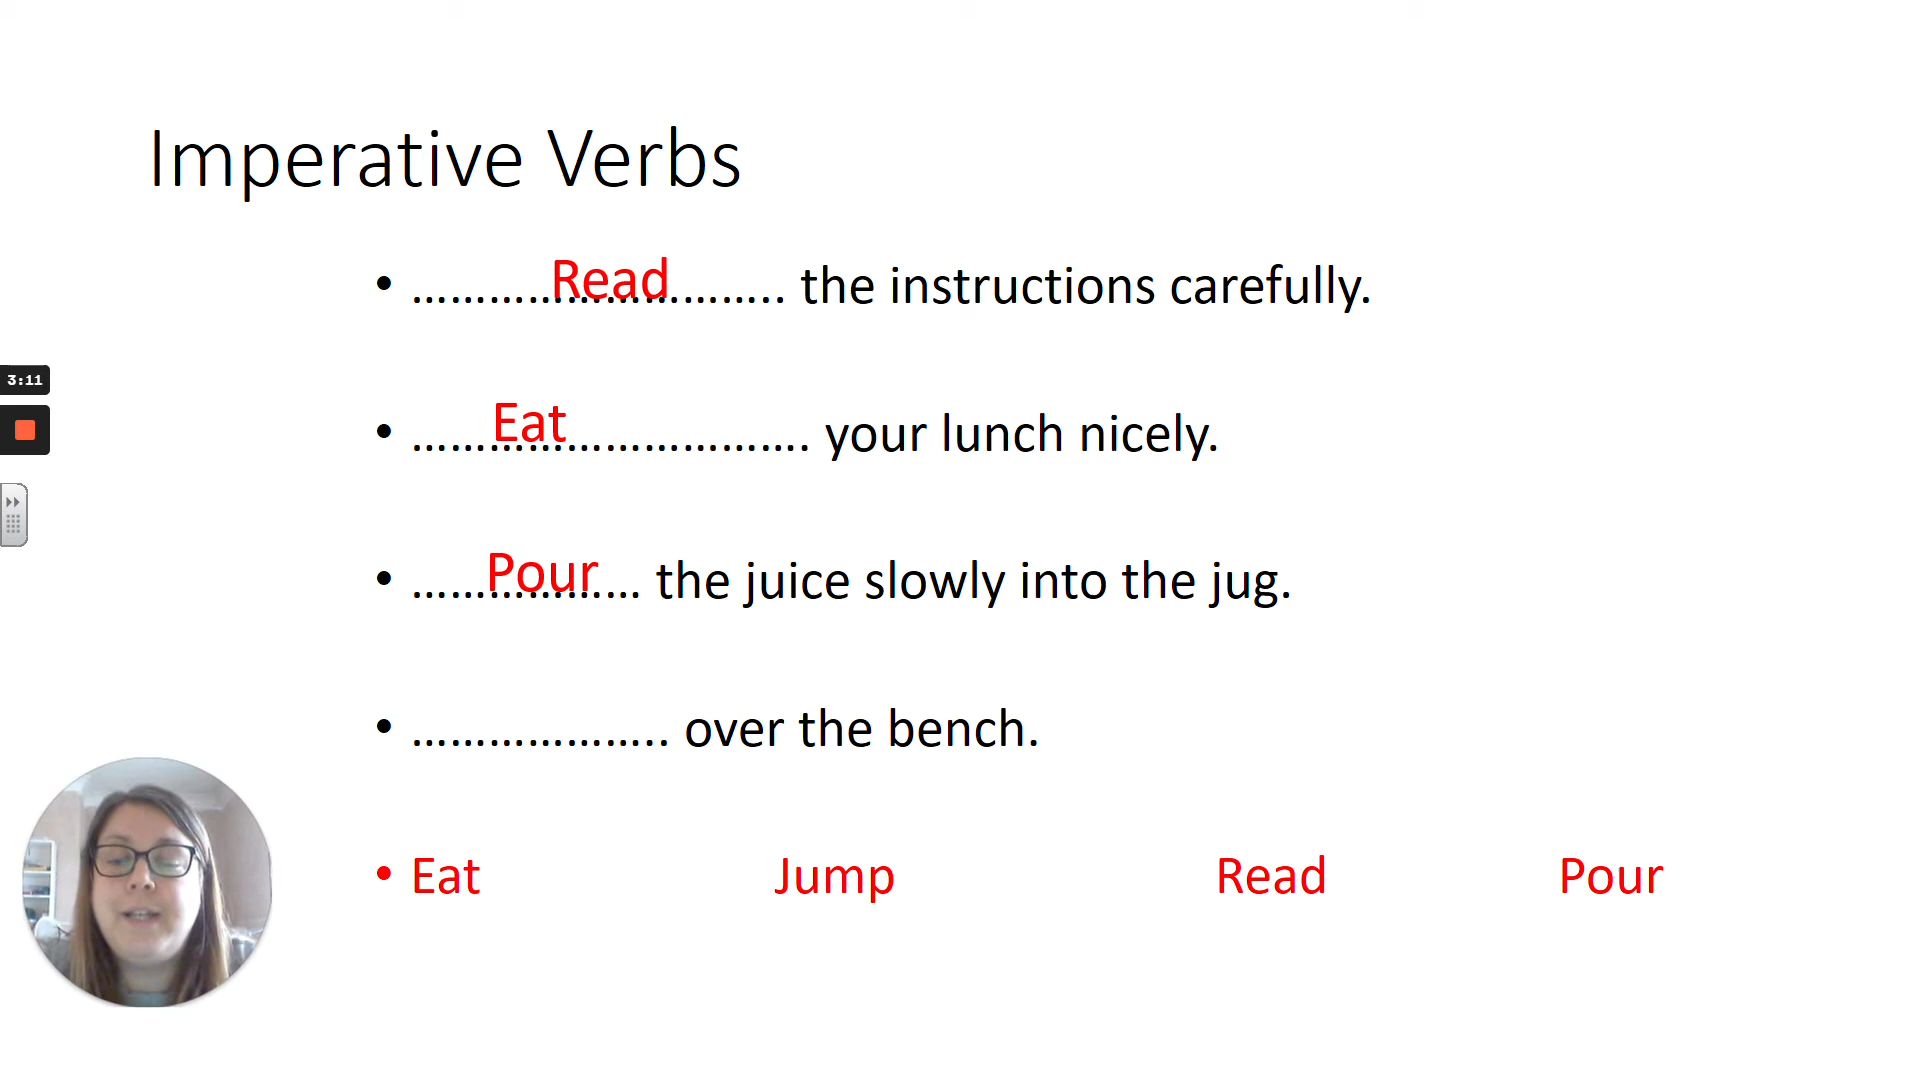 Imperative Verbs
• ……………Read………….. the instructions carefully.
• ………Eat………………. your lunch nicely.
• ………Pour…… the juice slowly into the jug.
• ……………….. over the bench.
• Eat Jump Read Pour
3:11